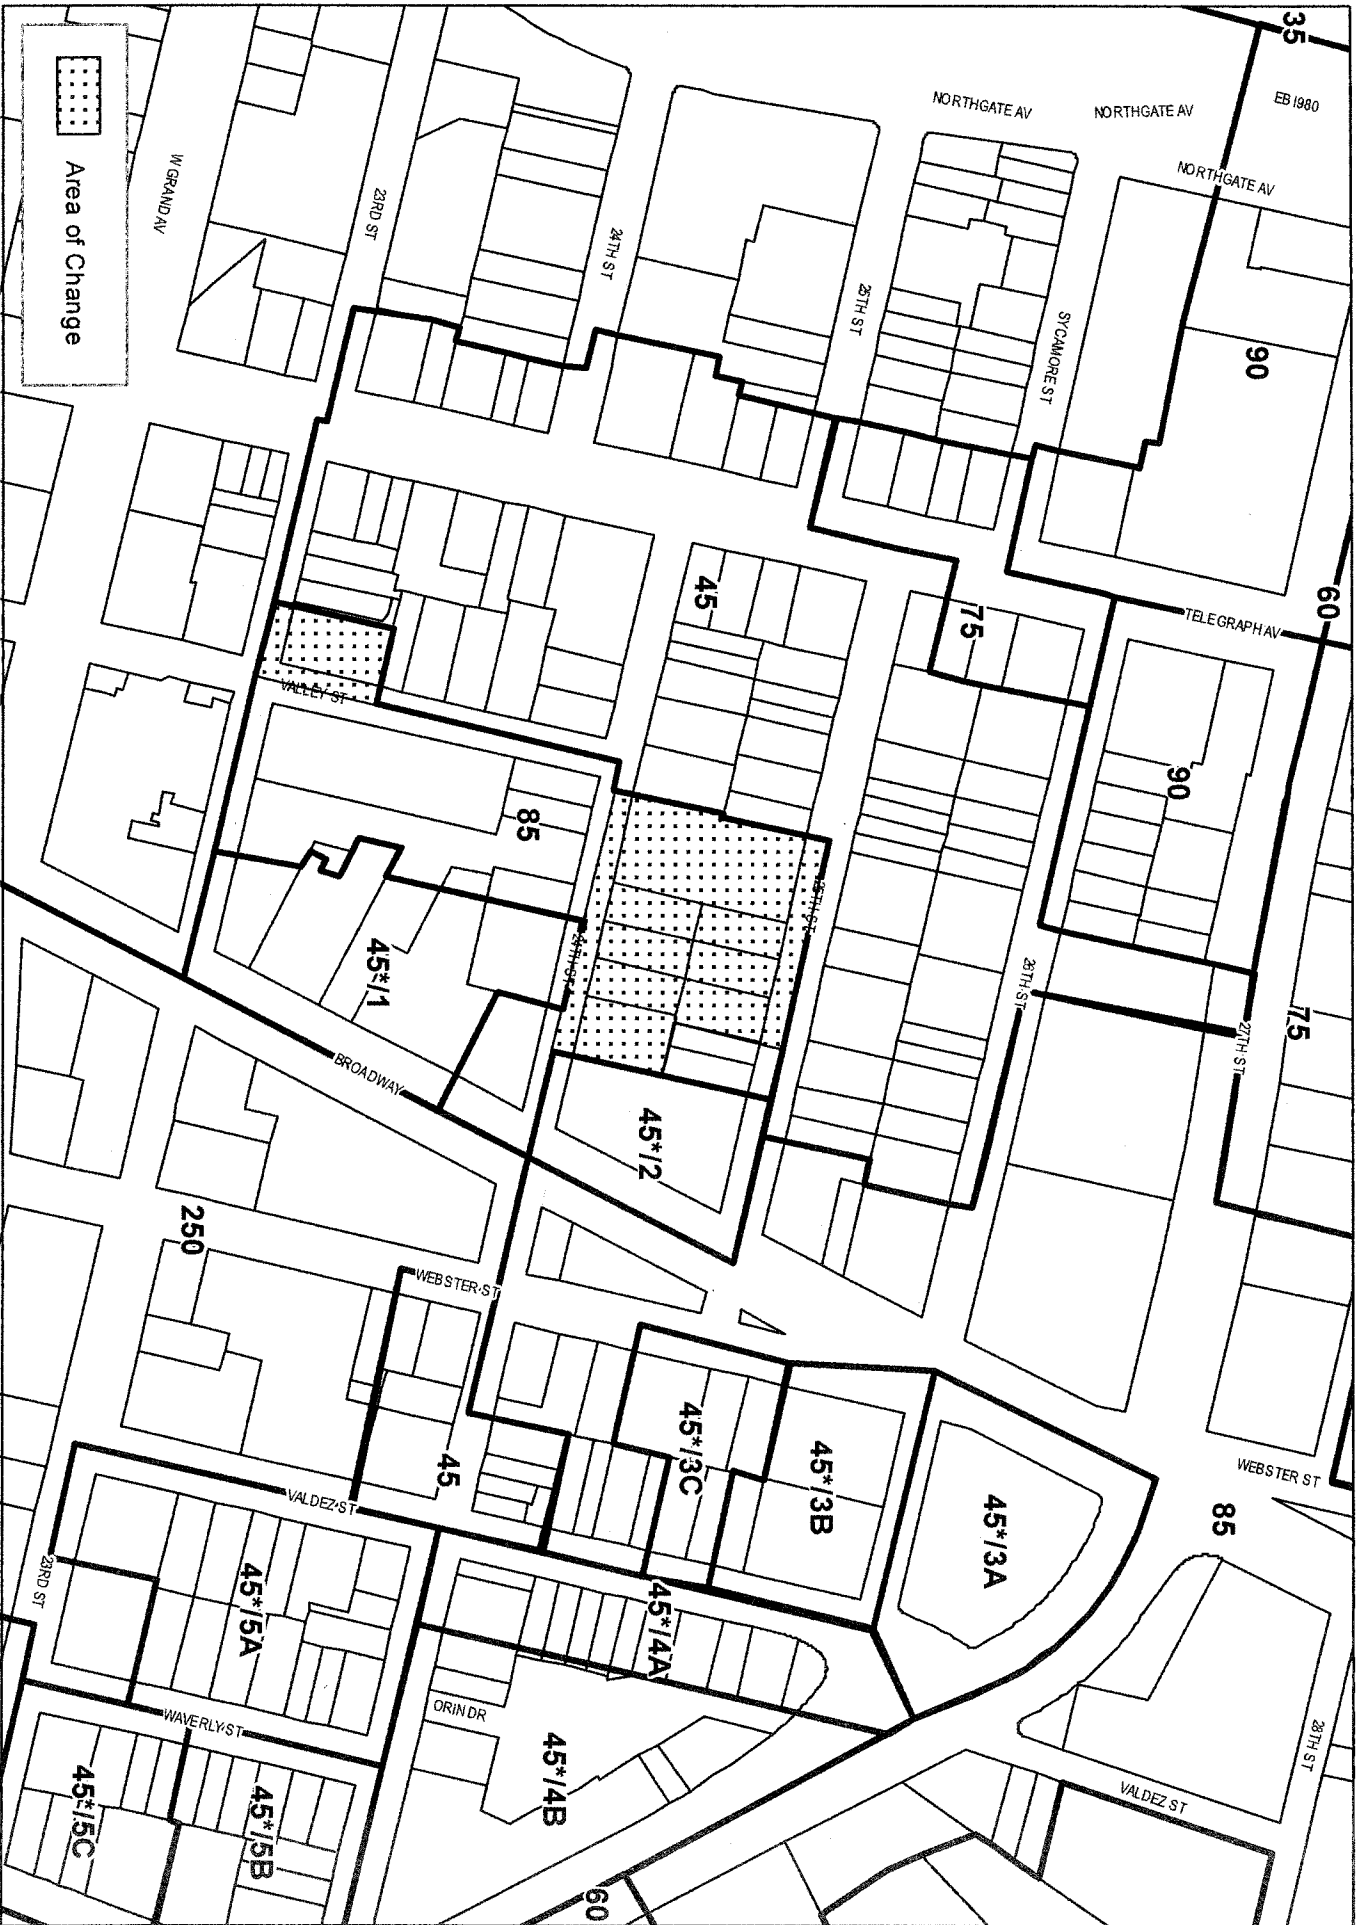 35
EB I980
NORTHGATE AV
NORTHGATE AV
NORTHGATE AV
90
SYCAMORE ST
25TH ST
24TH ST
23RD ST
W GRAND AV
Area of Change
60
TELEGRAPH AV
75
45
90
VALLEY ST
85
25TH ST
24TH ST
26TH ST
27TH ST
75
45*/1
BROADWAY
45*/2
250
WEBSTER ST
WEBSTER ST
85
45*/3A
45*/3B
45*/3C
45
VALDEZ ST
23RD ST
45*/5A
45*/4A
ORIN DR
45*/4B
WAVERLY ST
45*/5B
45*/5C
28TH ST
VALDEZ ST
60